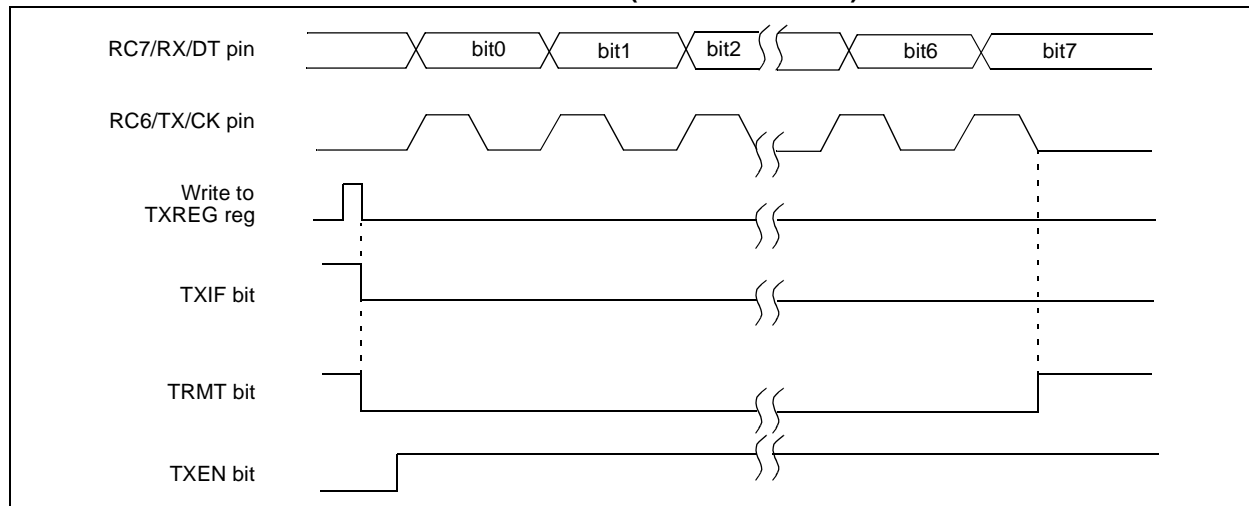 RC7/RX/DT pin
bit0
bit1
bit2
bit6
bit7
RC6/TX/CK pin
Write to
TXREG reg
TXIF bit
TRMT bit
TXEN bit